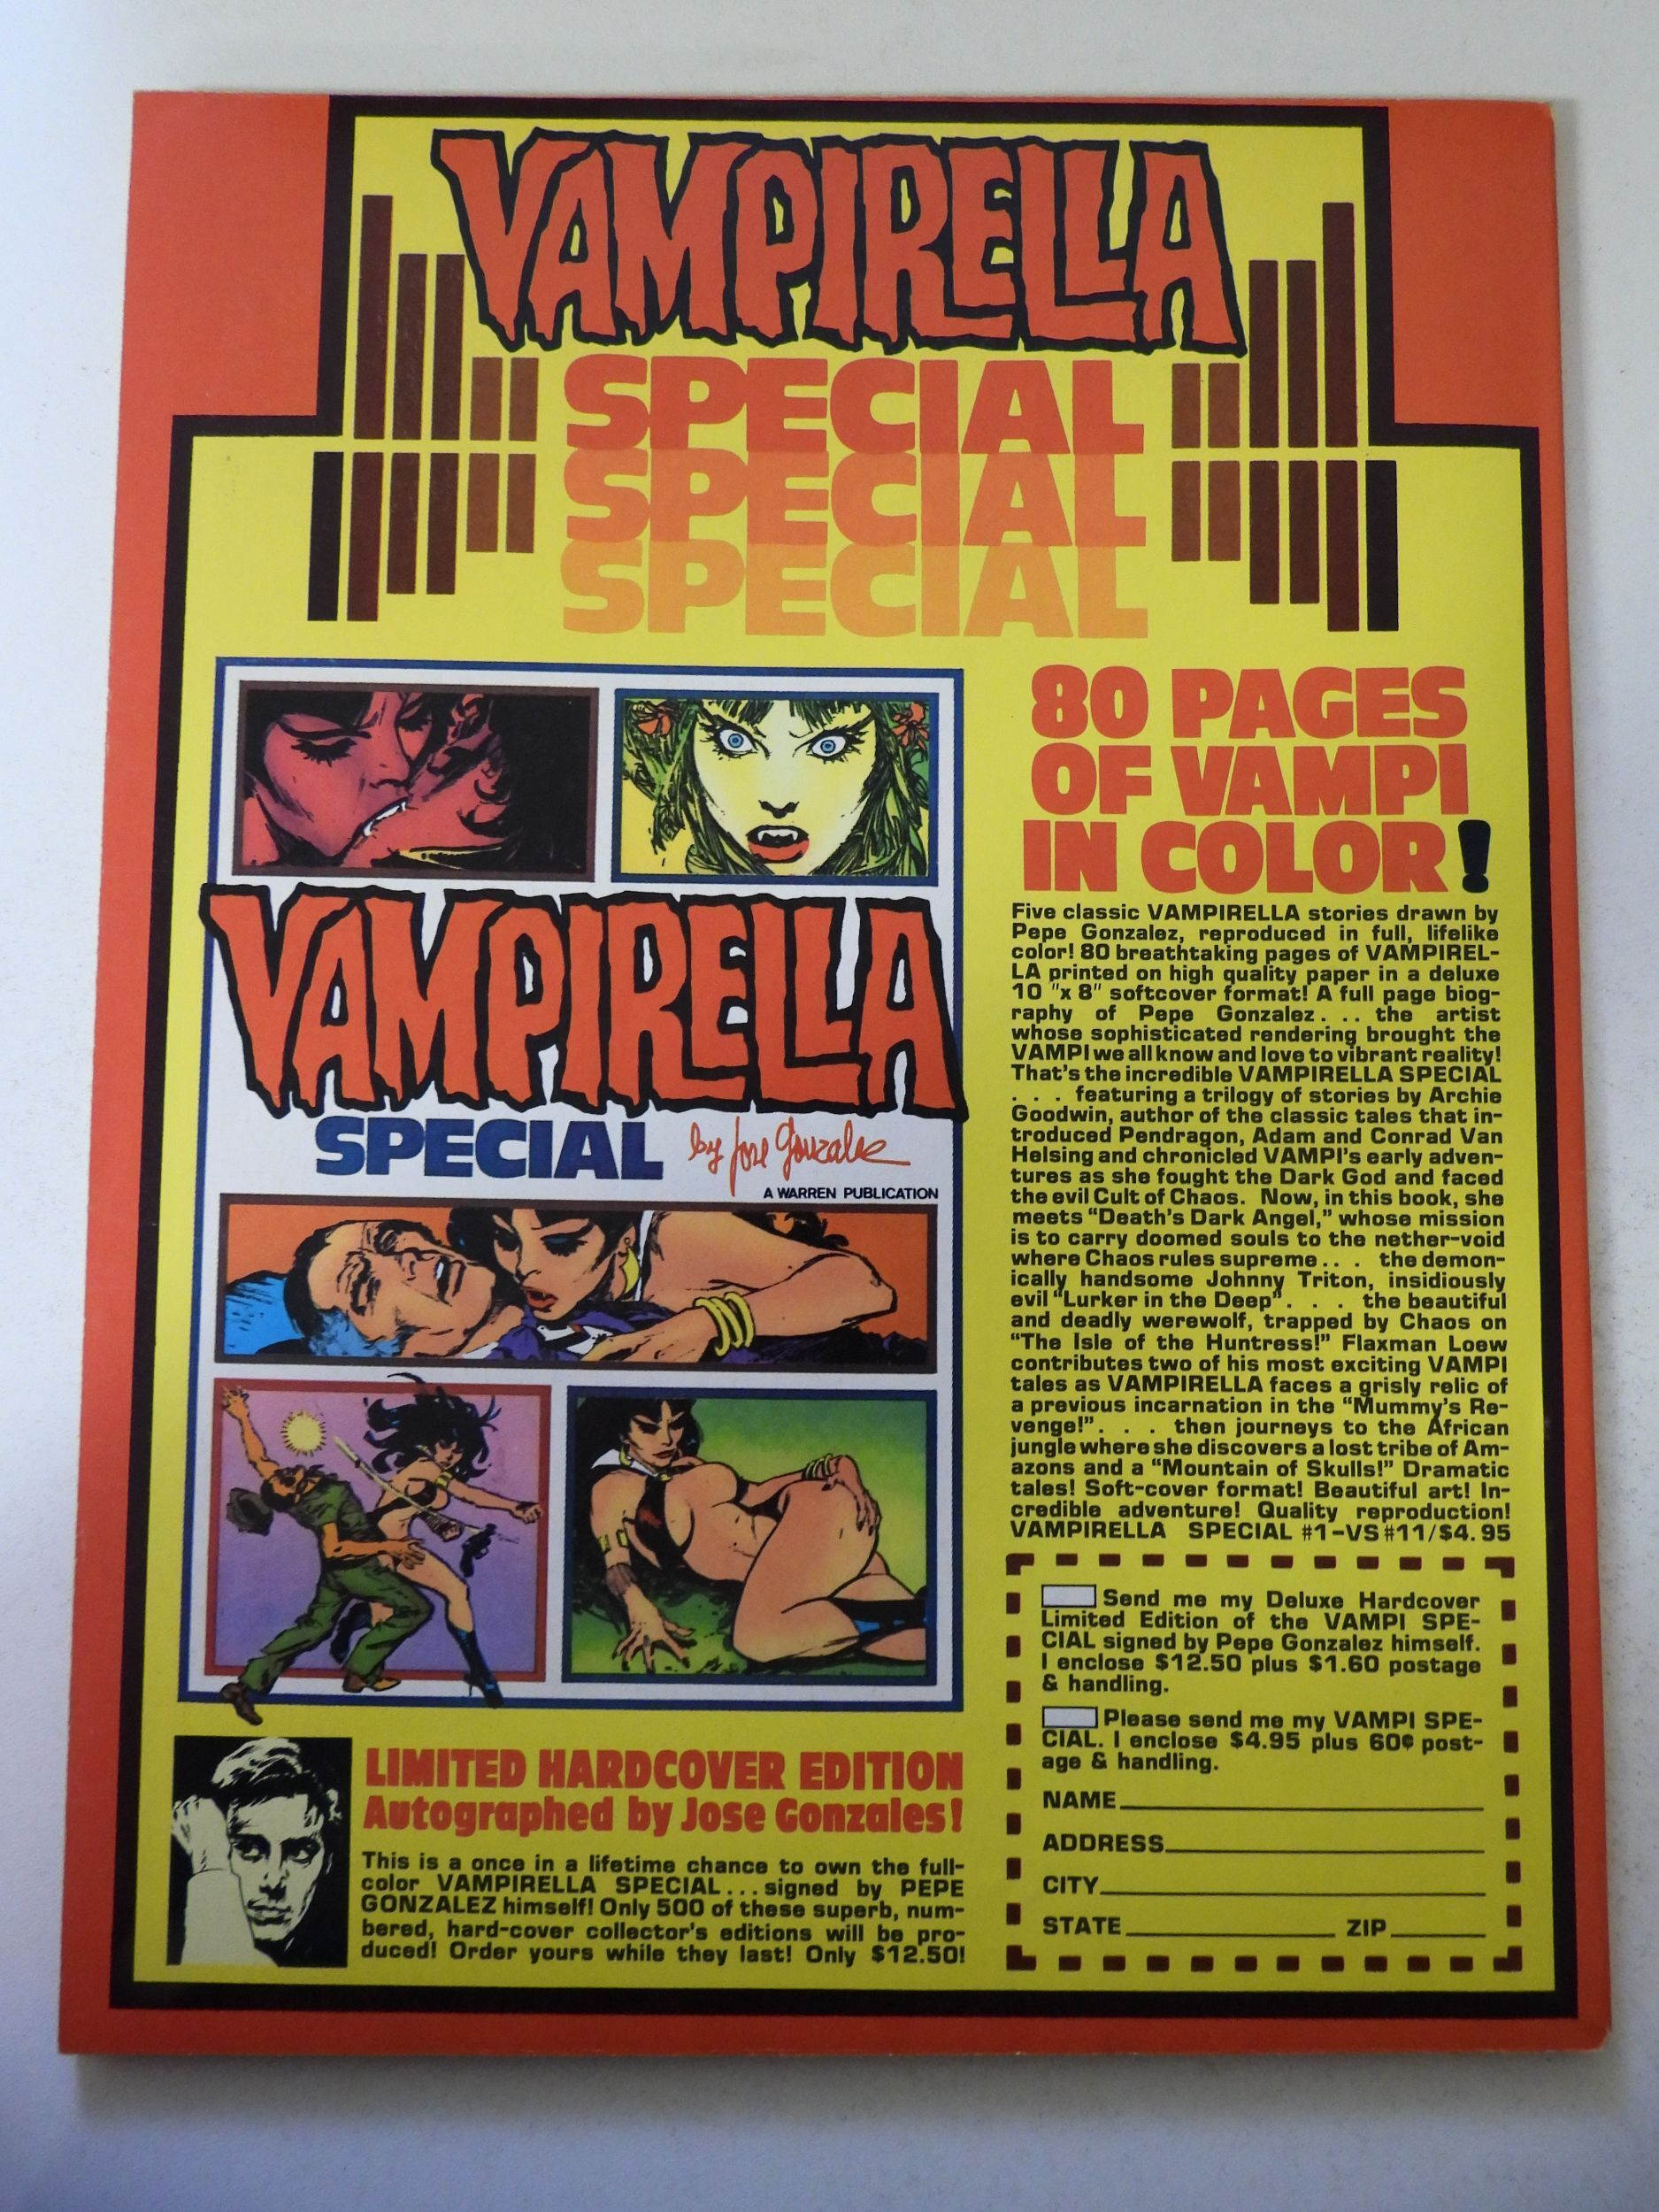 VAMPIRELLA
SPECIAL
SPECIAL
SPECIAL
VAMPIRELLA
SPECIAL by Jose Gonzalez
A WARREN PUBLICATION
80 PAGES
OF VAMPI
IN COLOR!
Five classic VAMPIRELLA stories drawn by
Pepe Gonzalez, reproduced in full, lifelike
color! 80 breathtaking pages of VAMPIREL-
LA printed on high quality paper in a deluxe
10 "x 8" softcover format! A full page biog-
raphy of Pepe Gonzalez... the artist
whose sophisticated rendering brought the
VAMPI we all know and love to vibrant reality!
That's the incredible VAMPIRELLA SPECIAL
. . . featuring a trilogy of stories by Archie
Goodwin, author of the classic tales that in-
troduced Pendragon, Adam and Conrad Van
Helsing and chronicled VAMPI's early adven-
tures as she fought the Dark God and faced
the evil Cult of Chaos. Now, in this book, she
meets "Death's Dark Angel," whose mission
is to carry doomed souls to the nether-void
where Chaos rules supreme... the demon-
ically handsome Johnny Triton, insidiously
evil "Lurker in the Deep". . . the beautiful
and deadly werewolf, trapped by Chaos on
"The Isle of the Huntress!" Flaxman Loew
contributes two of his most exciting VAMPI
tales as VAMPIRELLA faces a grisly relic of
a previous incarnation in the "Mummy's Re-
venge!". . . then journeys to the African
jungle where she discovers a lost tribe of Am-
azons and a "Mountain of Skulls!" Dramatic
tales! Soft-cover format! Beautiful art! In-
credible adventure! Quality reproduction!
VAMPIRELLA SPECIAL #1-VS#11/$4.95
Send me my Deluxe Hardcover
Limited Edition of the VAMPI SPE-
CIAL signed by Pepe Gonzalez himself.
I enclose $12.50 plus $1.60 postage
& handling.
Please send me my VAMPI SPE-
CIAL. I enclose $4.95 plus 60¢ post-
age & handling.
NAME
ADDRESS
CITY
STATE ZIP
LIMITED HARDCOVER EDITION
Autographed by Jose Gonzales!
This is a once in a lifetime chance to own the full-
color VAMPIRELLA SPECIAL... signed by PEPE
GONZALEZ himself! Only 500 of these superb, num-
bered, hard-cover collector's editions will be pro-
duced! Order yours while they last! Only $12.50!